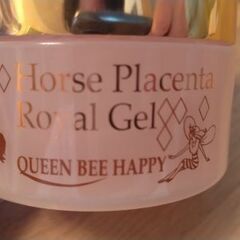 Horse Placenta
Royal Gel
QUEEN BEE HAPPY